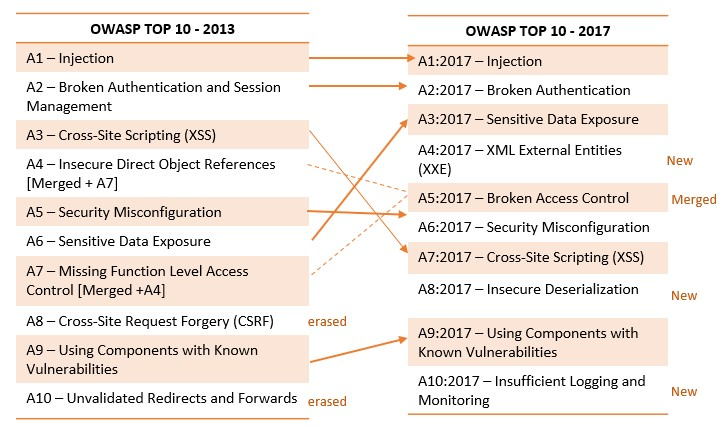 OWASP TOP 10 - 2013
A1 – Injection
A2 – Broken Authentication and Session
Management
A3 – Cross-Site Scripting (XSS)
A4 – Insecure Direct Object References
[Merged + A7]
A5 – Security Misconfiguration
A6 – Sensitive Data Exposure
A7 – Missing Function Level Access
Control [Merged +A4]
A8 – Cross-Site Request Forgery (CSRF) erased
A9 – Using Components with Known
Vulnerabilities
A10 – Unvalidated Redirects and Forwards erased
OWASP TOP 10 - 2017
A1:2017 – Injection
A2:2017 – Broken Authentication
A3:2017 – Sensitive Data Exposure
A4:2017 – XML External Entities
(XXE)
New
A5:2017 – Broken Access Control Merged
A6:2017 – Security Misconfiguration
A7:2017 – Cross-Site Scripting (XSS)
A8:2017 – Insecure Deserialization New
A9:2017 – Using Components with
Known Vulnerabilities
A10:2017 – Insufficient Logging and
Monitoring
New